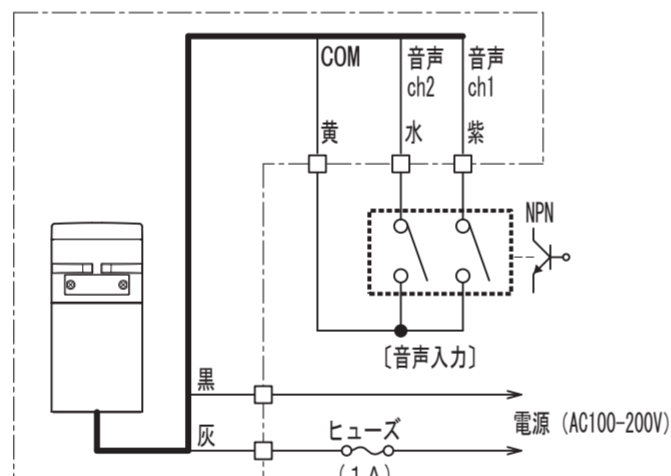 COM
音声
ch2
音声
ch1
黄
水
紫
NPN
〔音声入力〕
黒
電源（AC100-200V）
灰
ヒューズ
（1A）